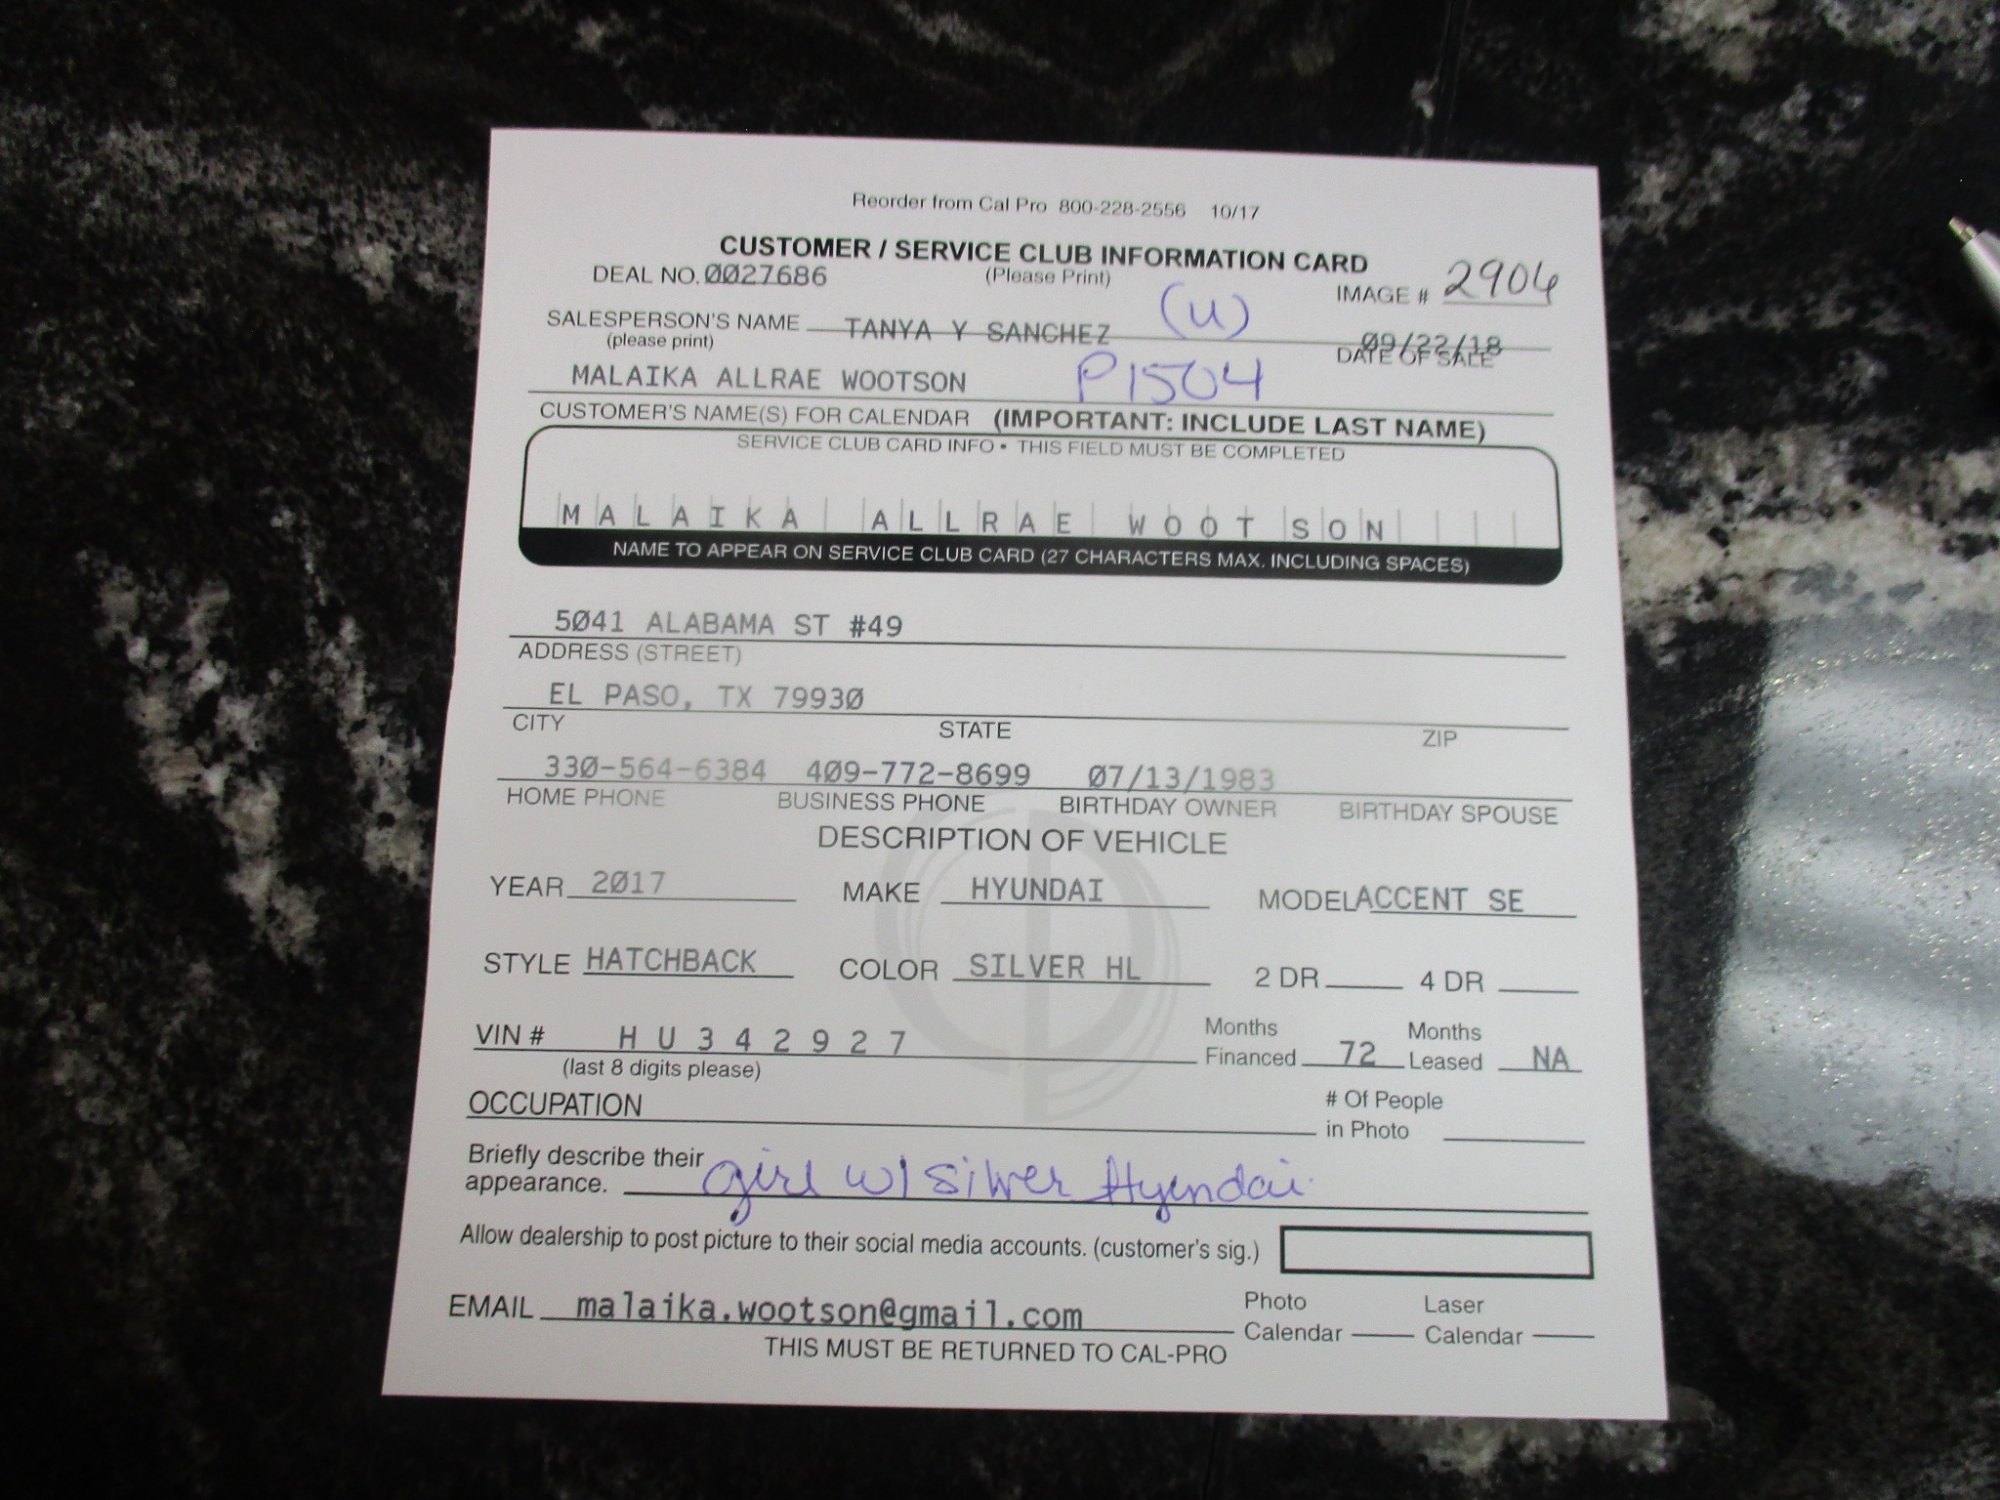 Reorder from Cal Pro 800-228-2556 10/17
CUSTOMER / SERVICE CLUB INFORMATION CARD
DEAL NO. 0027686 (Please Print) IMAGE # 2904
SALESPERSON'S NAME TANYA Y SANCHEZ (U) 09/22/18
(please print) DATE OF SALE
MALAIKA ALLRAE WOOTSON P1504
CUSTOMER'S NAME(S) FOR CALENDAR (IMPORTANT: INCLUDE LAST NAME)
SERVICE CLUB CARD INFO • THIS FIELD MUST BE COMPLETED
MALAIKA ALLRAE WOOTSON
NAME TO APPEAR ON SERVICE CLUB CARD (27 CHARACTERS MAX. INCLUDING SPACES)
5041 ALABAMA ST #49
ADDRESS (STREET)
EL PASO, TX 79930
CITY STATE ZIP
330-564-6384 409-772-8699 07/13/1983
HOME PHONE BUSINESS PHONE BIRTHDAY OWNER BIRTHDAY SPOUSE
DESCRIPTION OF VEHICLE
YEAR 2017 MAKE HYUNDAI MODEL ACCENT SE
STYLE HATCHBACK COLOR SILVER HL 2 DR 4 DR
VIN # HU342927 Months Financed 72 Months Leased NA
(last 8 digits please)
OCCUPATION # Of People in Photo
Briefly describe their appearance. girl w/ silver Hyundai
Allow dealership to post picture to their social media accounts. (customer's sig.)
EMAIL malaika.wootson@gmail.com Photo Calendar Laser Calendar
THIS MUST BE RETURNED TO CAL-PRO